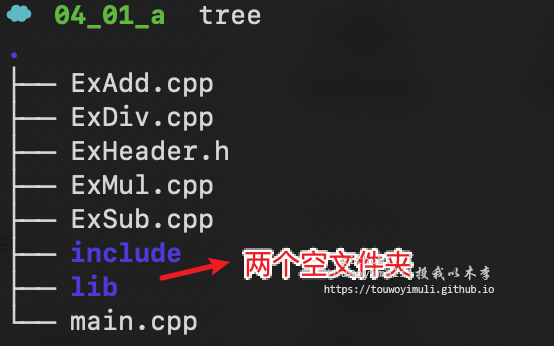 04_01_a tree
.
├── ExAdd.cpp
├── ExDiv.cpp
├── ExHeader.h
├── ExMul.cpp
├── ExSub.cpp
├── include
├── lib
└── main.cpp
两个空文件夹
投我以木李
https://touwoyimuli.github.io